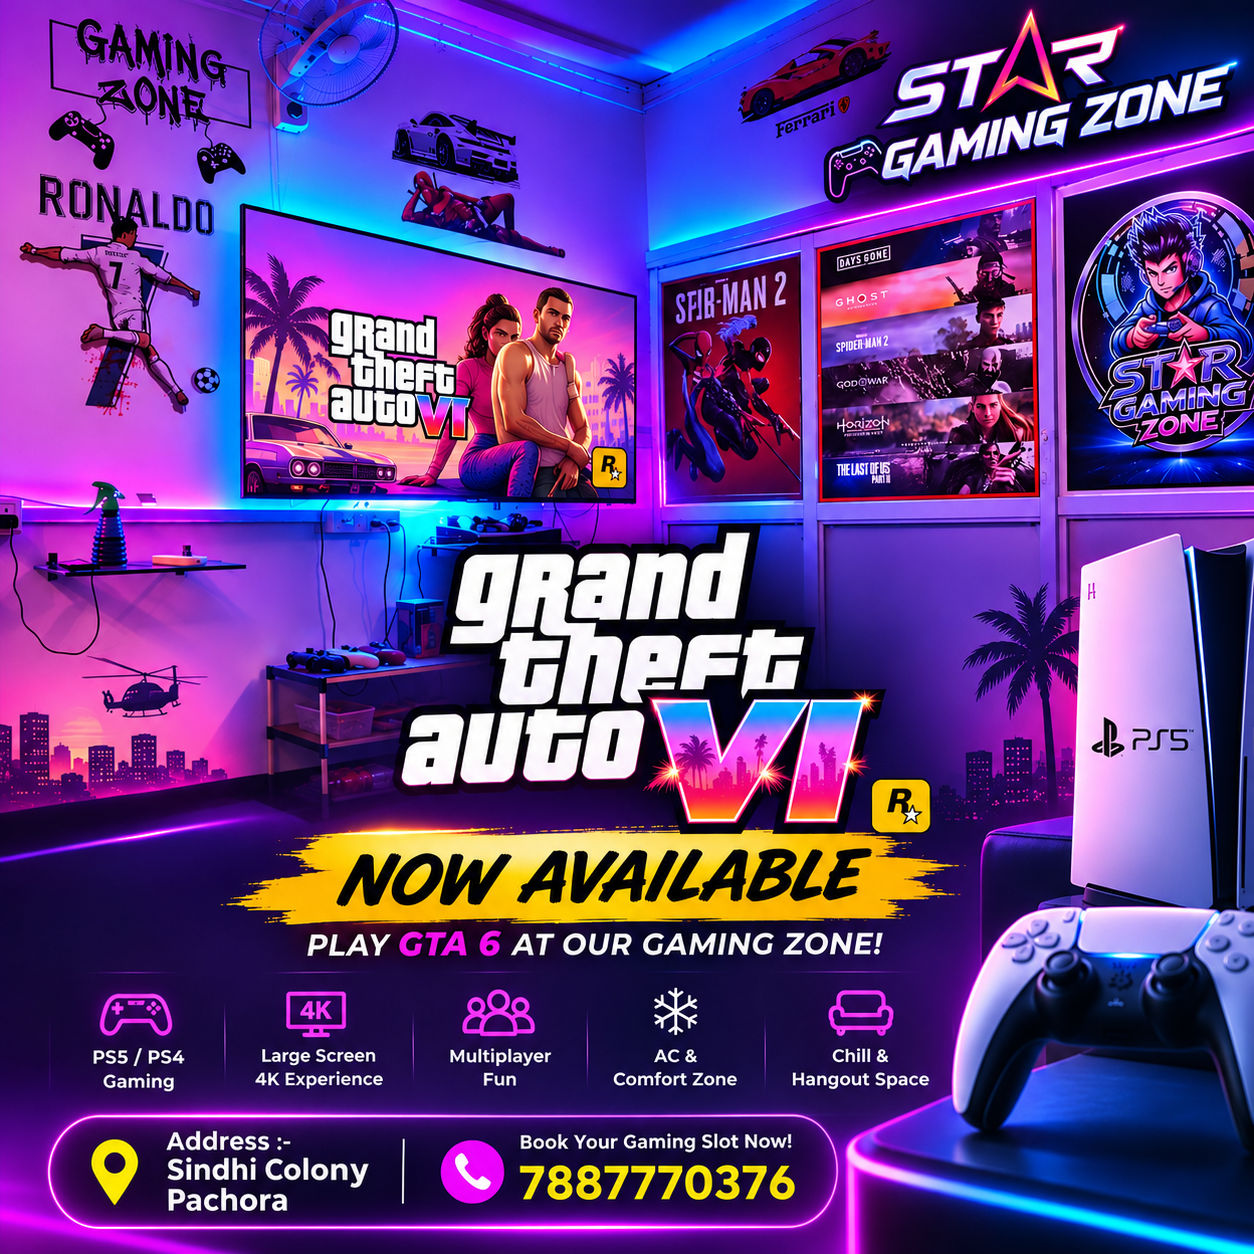 GAMING
ZONE
RONALDO
7
Ferrari
STAR
GAMING ZONE
grand
theft
auto VI
R
SPIDER-MAN 2
DAYS GONE
GHOST
SPIDER-MAN 2
GOD OF WAR
HORIZON
THE LAST OF US
PART II
STAR
GAMING
ZONE
grand
theft
auto VI
R
PS5
NOW AVAILABLE
PLAY GTA 6 AT OUR GAMING ZONE!
PS5 / PS4
Gaming
4K
Large Screen
4K Experience
Multiplayer
Fun
AC &
Comfort Zone
Chill &
Hangout Space
Address :-
Sindhi Colony
Pachora
Book Your Gaming Slot Now!
7887770376